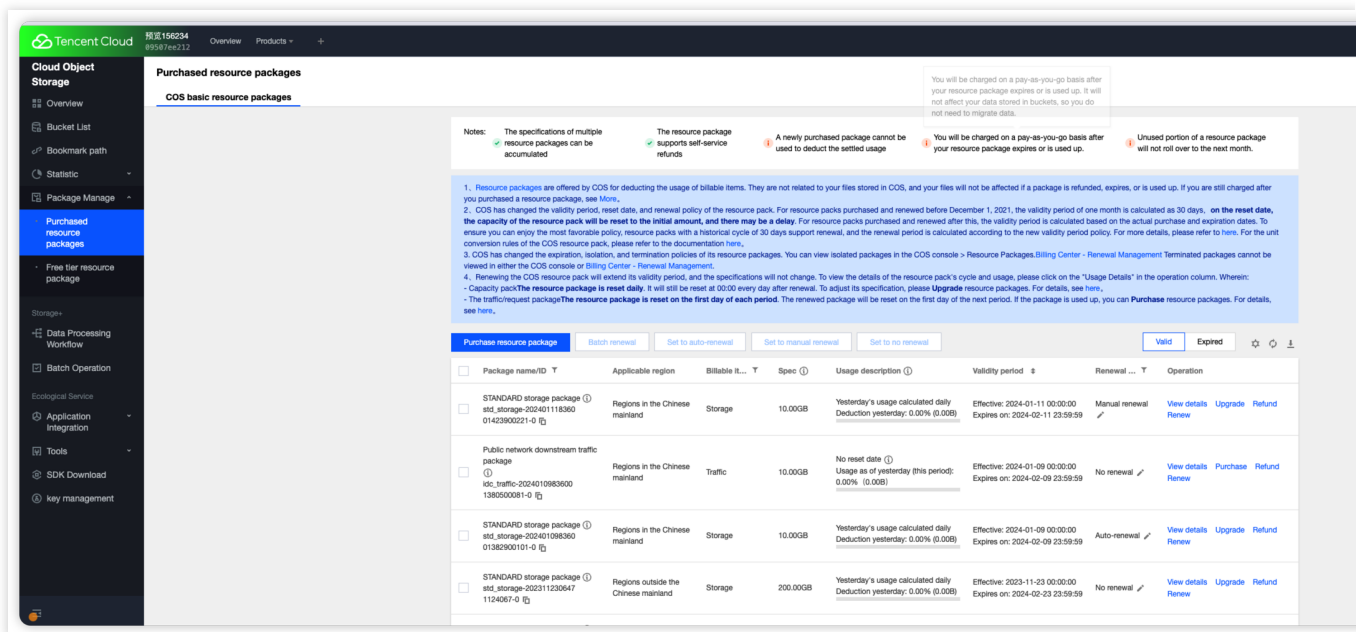 Tencent Cloud
预览156234
09507ee212
Overview
Products
+
Cloud Object
Storage
Overview
Bucket List
Bookmark path
Statistic
Package Manage
Purchased
resource
packages
Free tier resource
package
Storage+
Data Processing
Workflow
Batch Operation
Ecological Service
Application
Integration
Tools
SDK Download
key management
Purchased resource packages
COS basic resource packages
You will be charged on a pay-as-you-go basis after
your resource package expires or is used up. It will
not affect your data stored in buckets, so you do
not need to migrate data.
Notes:
The specifications of multiple
resource packages can be
accumulated
The resource package
supports self-service
refunds
A newly purchased package cannot be
used to deduct the settled usage
You will be charged on a pay-as-you-go basis after
your resource package expires or is used up.
Unused portion of a resource package
will not roll over to the next month.
1、Resource packages are offered by COS for deducting the usage of billable items. They are not related to your files stored in COS, and your files will not be affected if a package is refunded, expires, or is used up. If you are still charged after
you purchased a resource package, see More。
2、COS has changed the validity period, reset date, and renewal policy of the resource pack. For resource packs purchased and renewed before December 1, 2021, the validity period of one month is calculated as 30 days, on the reset date,
the capacity of the resource pack will be reset to the initial amount, and there may be a delay. For resource packs purchased and renewed after this, the validity period is calculated based on the actual purchase and expiration dates. To
ensure you can enjoy the most favorable policy, resource packs with a historical cycle of 30 days support renewal, and the renewal period is calculated according to the new validity period policy. For more details, please refer to here. For the unit
conversion rules of the COS resource pack, please refer to the documentation here。
3. COS has changed the expiration, isolation, and termination policies of its resource packages. You can view isolated packages in the COS console > Resource Packages.Billing Center - Renewal Management Terminated packages cannot be
viewed in either the COS console or Billing Center - Renewal Management.
4、Renewing the COS resource pack will extend its validity period, and the specifications will not change. To view the details of the resource pack's cycle and usage, please click on the "Usage Details" in the operation column. Wherein:
- Capacity packThe resource package is reset daily. It will still be reset at 00:00 every day after renewal. To adjust its specification, please Upgrade resource packages. For details, see here。
- The traffic/request packageThe resource package is reset on the first day of each period. The renewed package will be reset on the first day of the next period. If the package is used up, you can Purchase resource packages. For details,
see here。
Purchase resource package
Batch renewal
Set to auto-renewal
Set to manual renewal
Set to no renewal
Valid
Expired
Package name/ID
Applicable region
Billable it...
Spec
Usage description
Validity period
Renewal ...
Operation
STANDARD storage package
std_storage-202401118360
01423900221-0
Regions in the Chinese
mainland
Storage
10.00GB
Yesterday's usage calculated daily
Deduction yesterday: 0.00% (0.00B)
Effective: 2024-01-11 00:00:00
Expires on: 2024-02-11 23:59:59
Manual renewal
View details Upgrade Refund
Renew
Public network downstream traffic
package
idc_traffic-2024010983600
1380500081-0
Regions in the Chinese
mainland
Traffic
10.00GB
No reset date
Usage as of yesterday (this period):
0.00% (0.00B)
Effective: 2024-01-09 00:00:00
Expires on: 2024-02-09 23:59:59
No renewal
View details Purchase Refund
Renew
STANDARD storage package
std_storage-202401098360
01382900101-0
Regions in the Chinese
mainland
Storage
10.00GB
Yesterday's usage calculated daily
Deduction yesterday: 0.00% (0.00B)
Effective: 2024-01-09 00:00:00
Expires on: 2024-02-09 23:59:59
Auto-renewal
View details Upgrade Refund
Renew
STANDARD storage package
std_storage-202311230647
1124067-0
Regions outside the
Chinese mainland
Storage
200.00GB
Yesterday's usage calculated daily
Deduction yesterday: 0.00% (0.00B)
Effective: 2023-11-23 00:00:00
Expires on: 2024-02-23 23:59:59
No renewal
View details Upgrade Refund
Renew